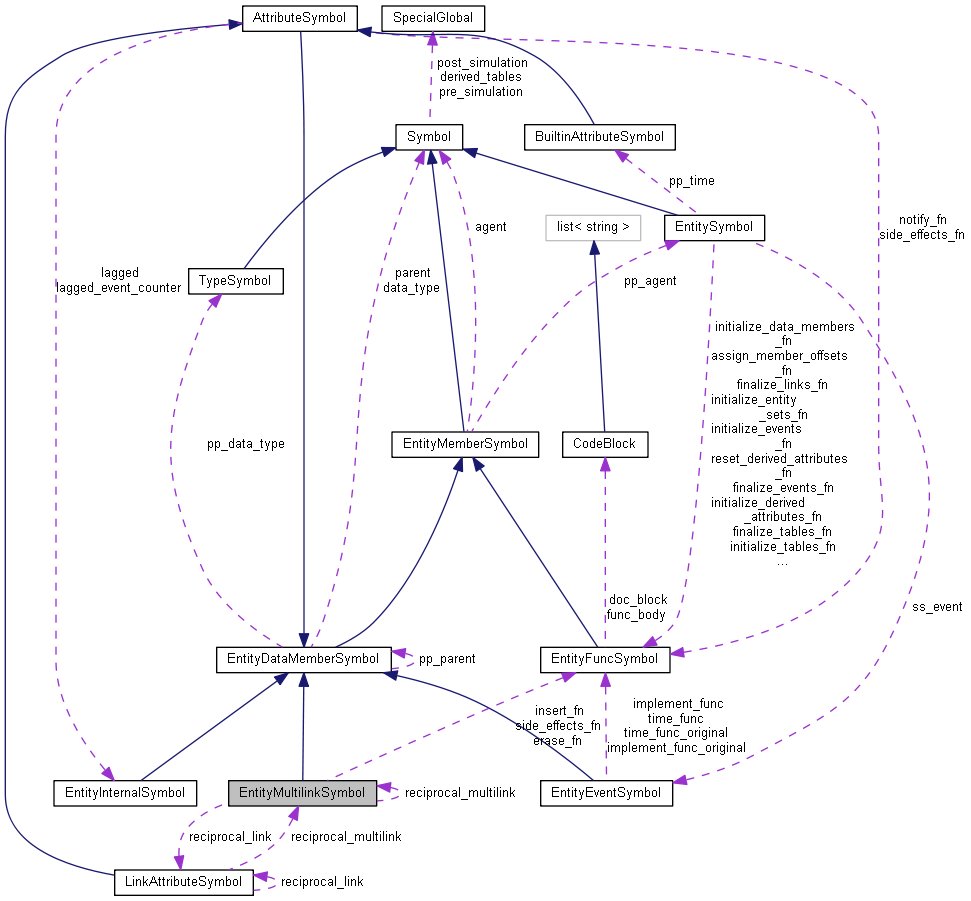 AttributeSymbol
SpecialGlobal
post_simulation
derived_tables
pre_simulation
Symbol
BuiltinAttributeSymbol
pp_time
list< string >
EntitySymbol
agent
notify_fn
side_effects_fn
lagged
lagged_event_counter
TypeSymbol
parent
data_type
pp_agent
initialize_data_members
_fn
assign_member_offsets
_fn
finalize_links_fn
initialize_entity
_sets_fn
initialize_events
_fn
reset_derived_attributes
_fn
finalize_events_fn
initialize_derived
_attributes_fn
finalize_tables_fn
initialize_tables_fn
...
pp_data_type
EntityMemberSymbol
CodeBlock
doc_block
func_body
ss_event
EntityDataMemberSymbol
pp_parent
EntityFuncSymbol
insert_fn
side_effects_fn
erase_fn
implement_func
time_func
time_func_original
implement_func_original
EntityInternalSymbol
EntityMultilinkSymbol
reciprocal_multilink
EntityEventSymbol
reciprocal_link
reciprocal_multilink
LinkAttributeSymbol
reciprocal_link